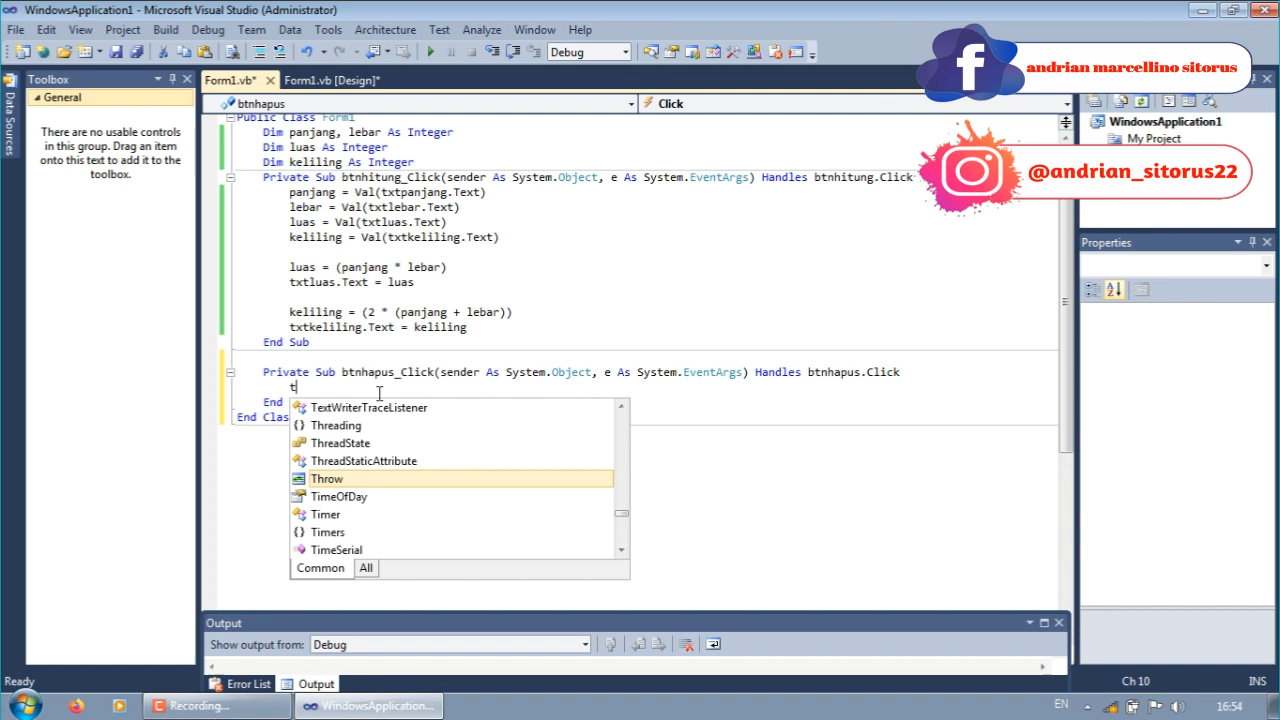 WindowsApplication1 - Microsoft Visual Studio (Administrator)
File Edit View Project Build Debug Team Data Tools Architecture Test Analyze Window Help
Debug
andrian marcellino sitorus
@andrian_sitorus22
Data Sources
Toolbox
General
There are no usable controls
in this group. Drag an item
onto this text to add it to the
toolbox.
Form1.vb* Form1.vb [Design]*
btnhapus Click
Public Class Form1
Dim panjang, lebar As Integer
Dim luas As Integer
Dim keliling As Integer
Private Sub btnhitung_Click(sender As System.Object, e As System.EventArgs) Handles btnhitung.Click
panjang = Val(txtpanjang.Text)
lebar = Val(txtlebar.Text)
luas = Val(txtluas.Text)
keliling = Val(txtkeliling.Text)
luas = (panjang * lebar)
txtluas.Text = luas
keliling = (2 * (panjang + lebar))
txtkeliling.Text = keliling
End Sub
Private Sub btnhapus_Click(sender As System.Object, e As System.EventArgs) Handles btnhapus.Click
t
End
End Clas
TextWriterTraceListener
Threading
ThreadState
ThreadStaticAttribute
Throw
TimeOfDay
Timer
Timers
TimeSerial
Common All
WindowsApplication1
My Project
Properties
Output
Show output from: Debug
Error List Output
Ready Ch 10 INS
Recording... WindowsApplication... EN 16:54